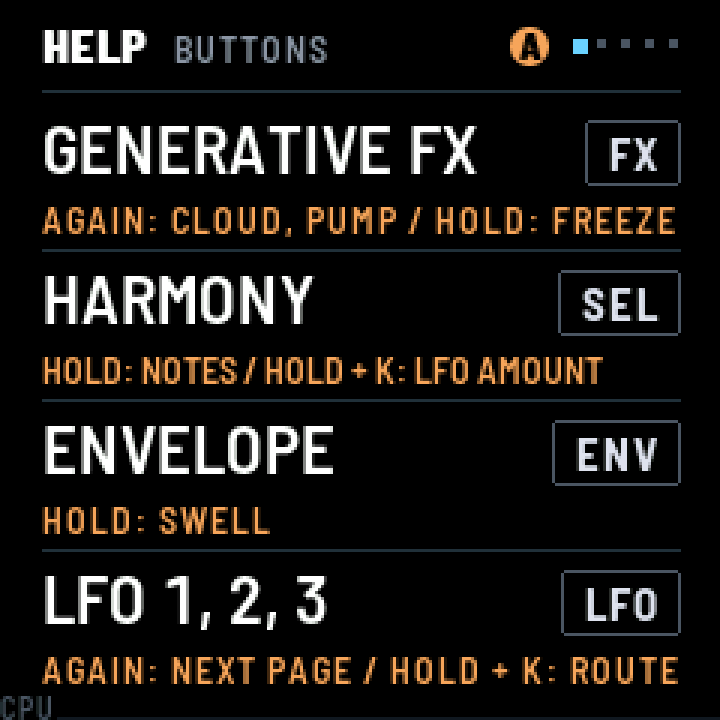 HELP BUTTONS A
GENERATIVE FX FX
AGAIN: CLOUD, PUMP / HOLD: FREEZE
HARMONY SEL
HOLD: NOTES / HOLD + K: LFO AMOUNT
ENVELOPE ENV
HOLD: SWELL
LFO 1, 2, 3 LFO
AGAIN: NEXT PAGE / HOLD + K: ROUTE
CPU